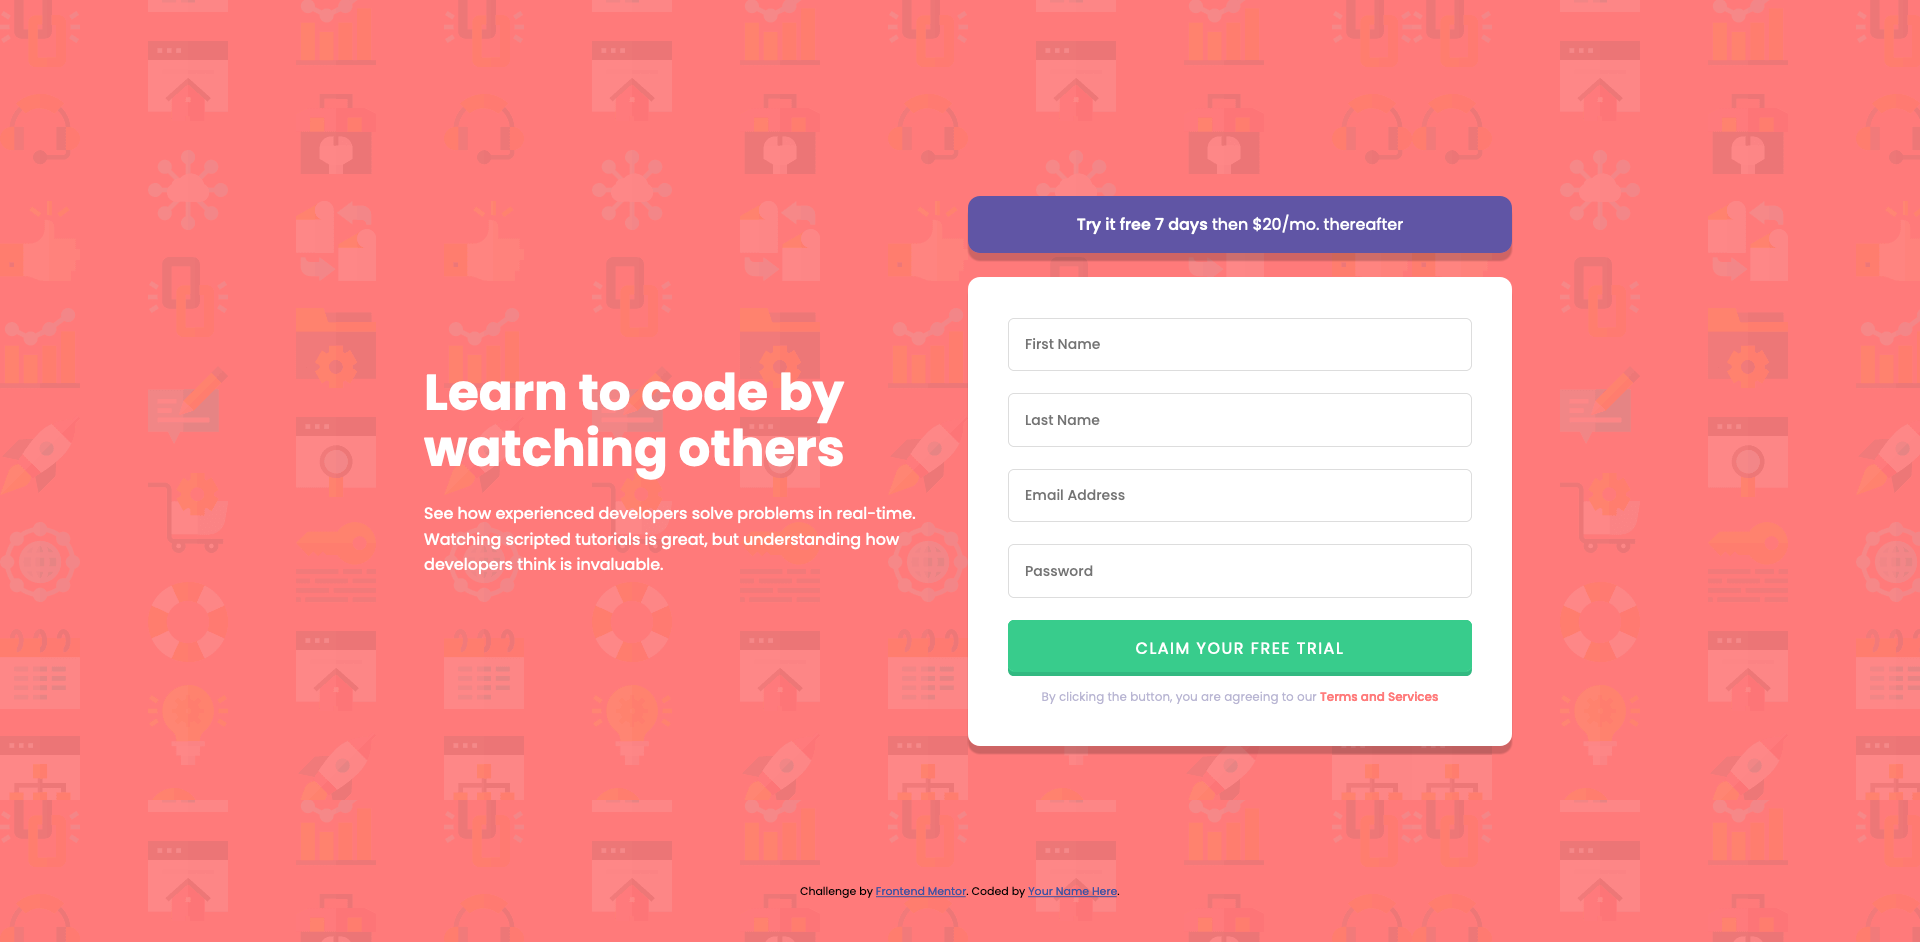 Learn to code by
watching others
See how experienced developers solve problems in real-time.
Watching scripted tutorials is great, but understanding how
developers think is invaluable.
Try it free 7 days then $20/mo. thereafter
First Name
Last Name
Email Address
Password
CLAIM YOUR FREE TRIAL
By clicking the button, you are agreeing to our Terms and Services
Challenge by Frontend Mentor. Coded by Your Name Here.